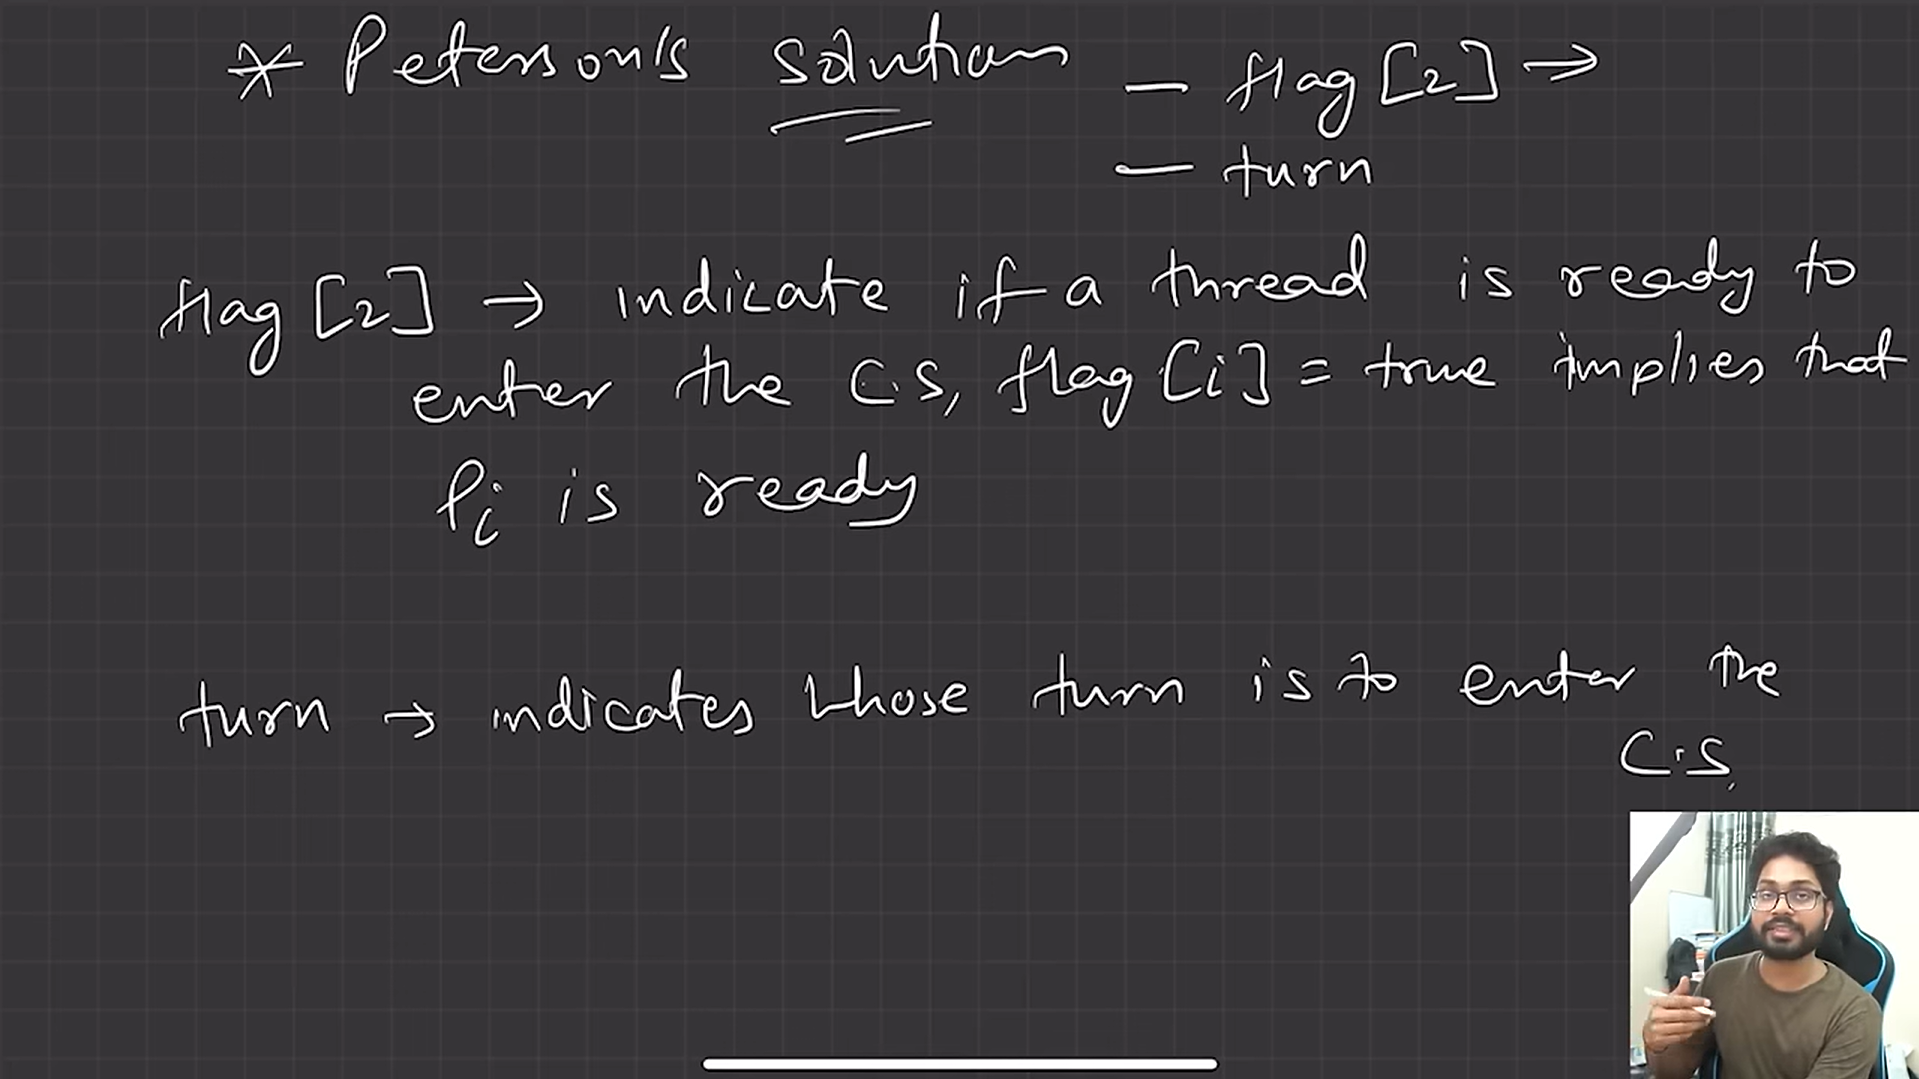 * Peterson's solution
- flag [2] →
- turn
flag [2] → indicate if a thread is ready to
enter the C.S, flag [i] = true implies that
Pi is ready
turn → indicates whose turn is to enter the
C.S.